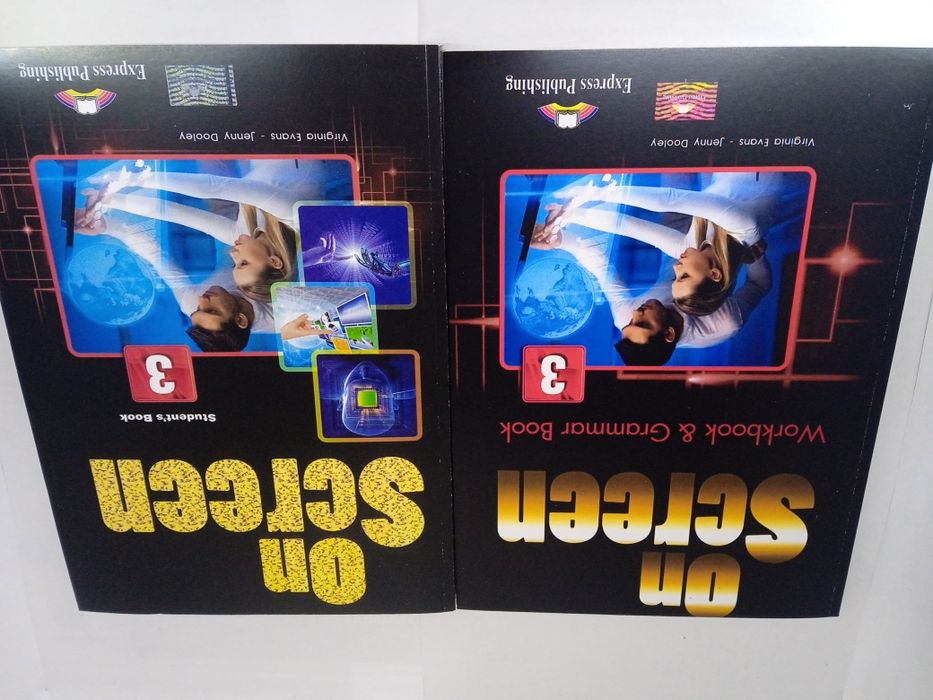 on
Screen
Student's Book
3
Virginia Evans - Jenny Dooley
Express Publishing
on
Screen
Workbook & Grammar Book
3
Virginia Evans - Jenny Dooley
Express Publishing